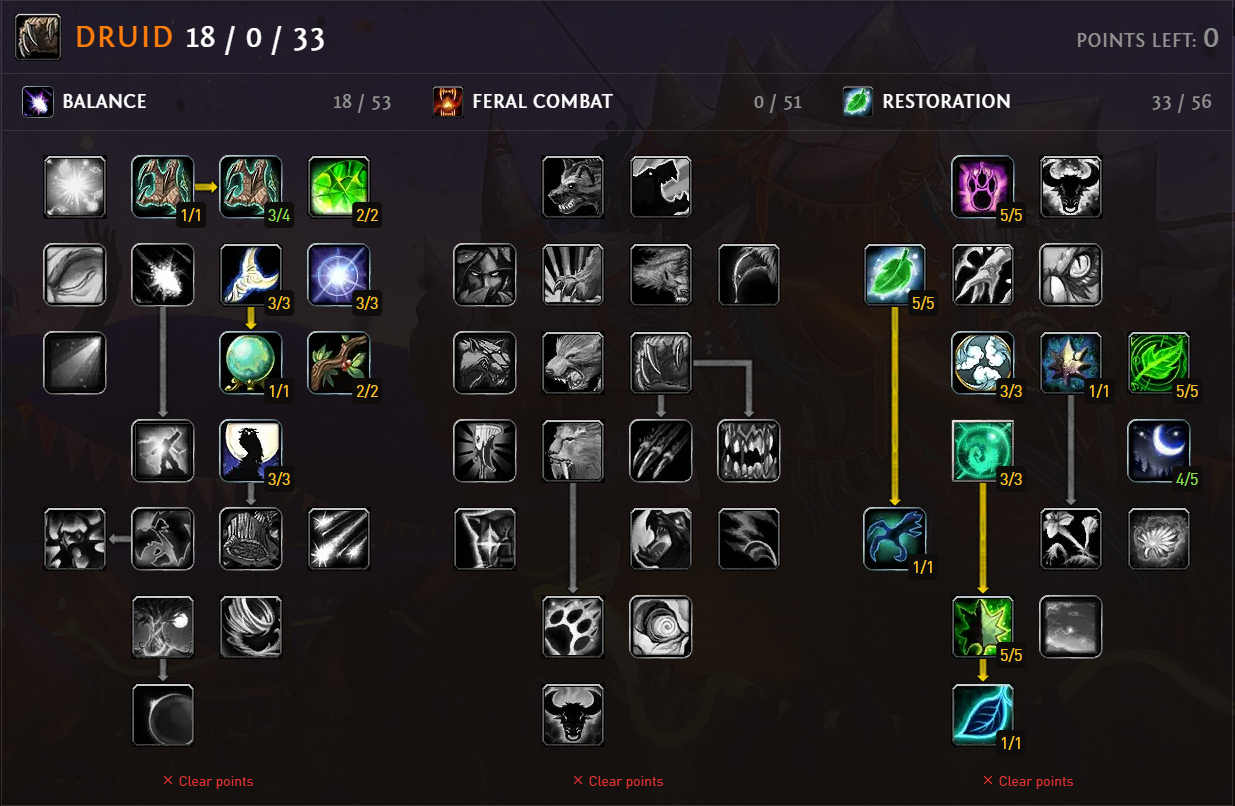 DRUID 18 / 0 / 33
POINTS LEFT: 0
BALANCE 18 / 53
FERAL COMBAT 0 / 51
RESTORATION 33 / 56
1/1 3/4 2/2 5/5
3/3 3/3 5/5
1/1 2/2 3/3 1/1 5/5
3/3 3/3 4/5
1/1
5/5
1/1
× Clear points
× Clear points
× Clear points